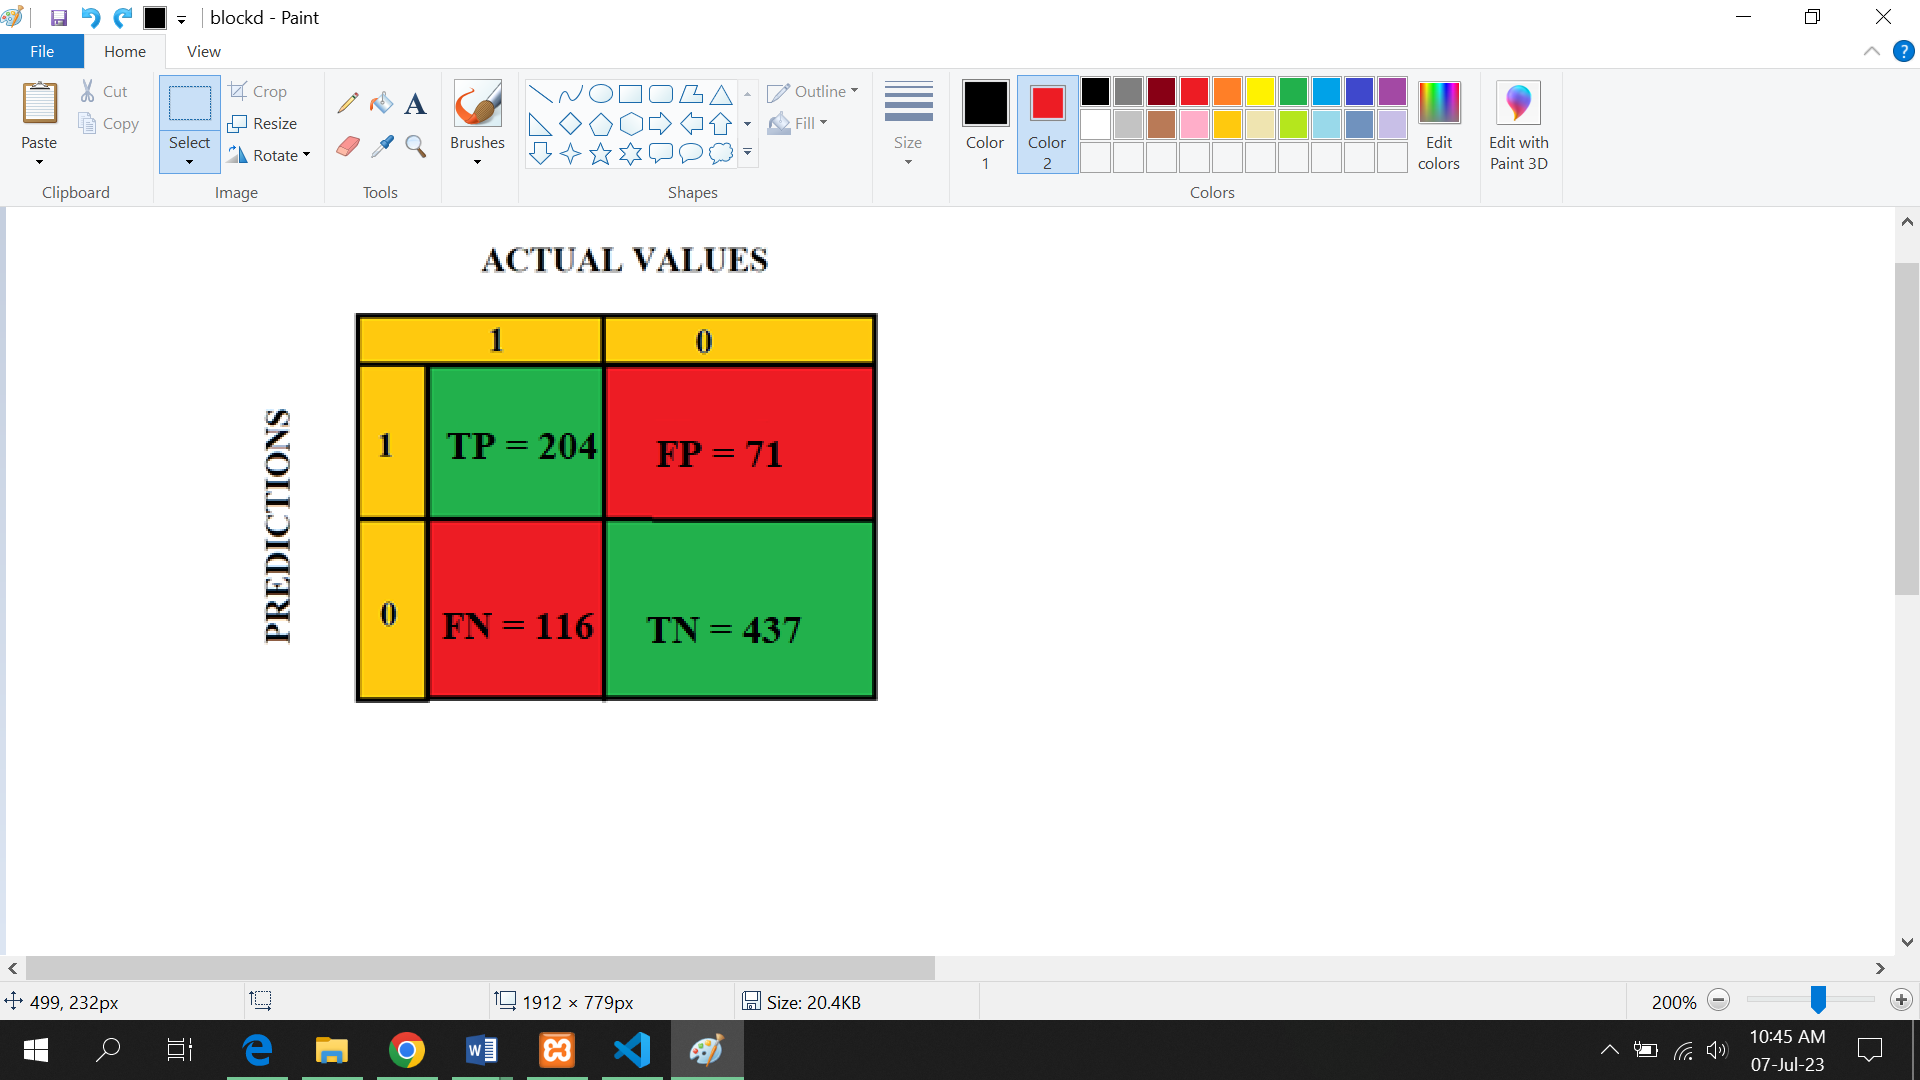 blockd - Paint
File Home View
Paste
Cut
Copy
Clipboard
Select
Crop
Resize
Rotate
Image
A
Tools
Brushes
Shapes
Outline
Fill
Size
Color 1
Color 2
Colors
Edit colors
Edit with Paint 3D
?
ACTUAL VALUES
PREDICTIONS
1 0
1 TP = 204 FP = 71
0 FN = 116 TN = 437
499, 232px
1912 × 779px
Size: 20.4KB
200%
10:45 AM
07-Jul-23